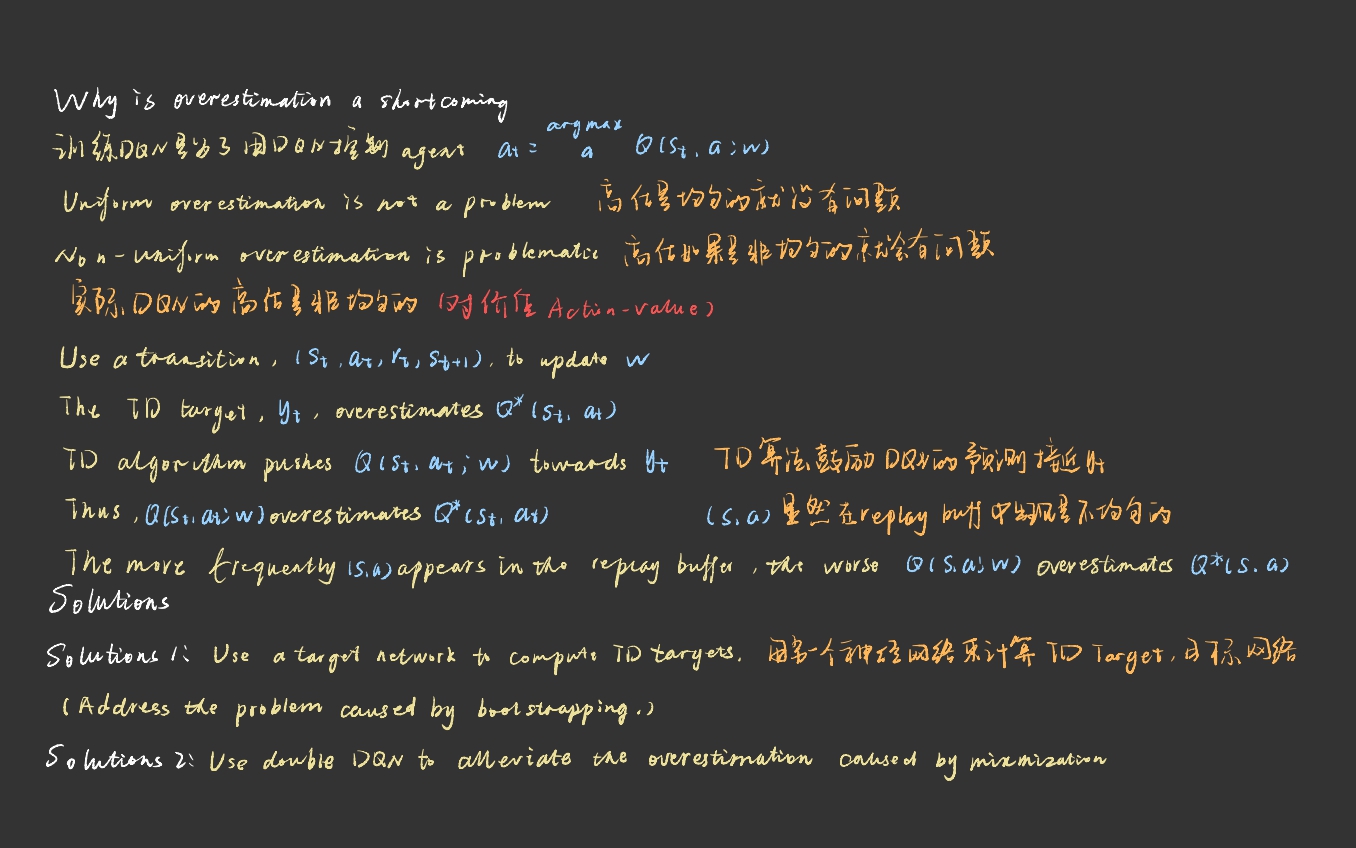 Why is overestimation a shortcoming
训练DQN是为了用DQN控制 agent a_t = argmax a Q(s_t, a; w)
Uniform overestimation is not a problem 高估是均匀的就没有问题
Non-uniform overestimation is problematic 高估如果是非均匀的就会有问题
实际DQN的高估是非均匀的 (对价值 Action-value)
Use a transition, (s_t, a_t, r_t, s_{t+1}), to update w
The TD target, y_t, overestimates Q*(s_t, a_t)
TD algorithm pushes Q(s_t, a_t; w) towards y_t TD算法鼓励DQN的预测接近y_t
Thus, Q(s_t, a_t; w) overestimates Q*(s_t, a_t) (s,a)显然在replay buff中出现是不均匀的
The more frequently (s,a) appears in the replay buffer, the worse Q(s,a;w) overestimates Q*(s,a)
Solutions
Solutions 1: Use a target network to compute TD targets. 用另一个神经网络来计算TD Target, 目标网络
(Address the problem caused by bootstrapping.)
Solutions 2: Use double DQN to alleviate the overestimation caused by mixmization